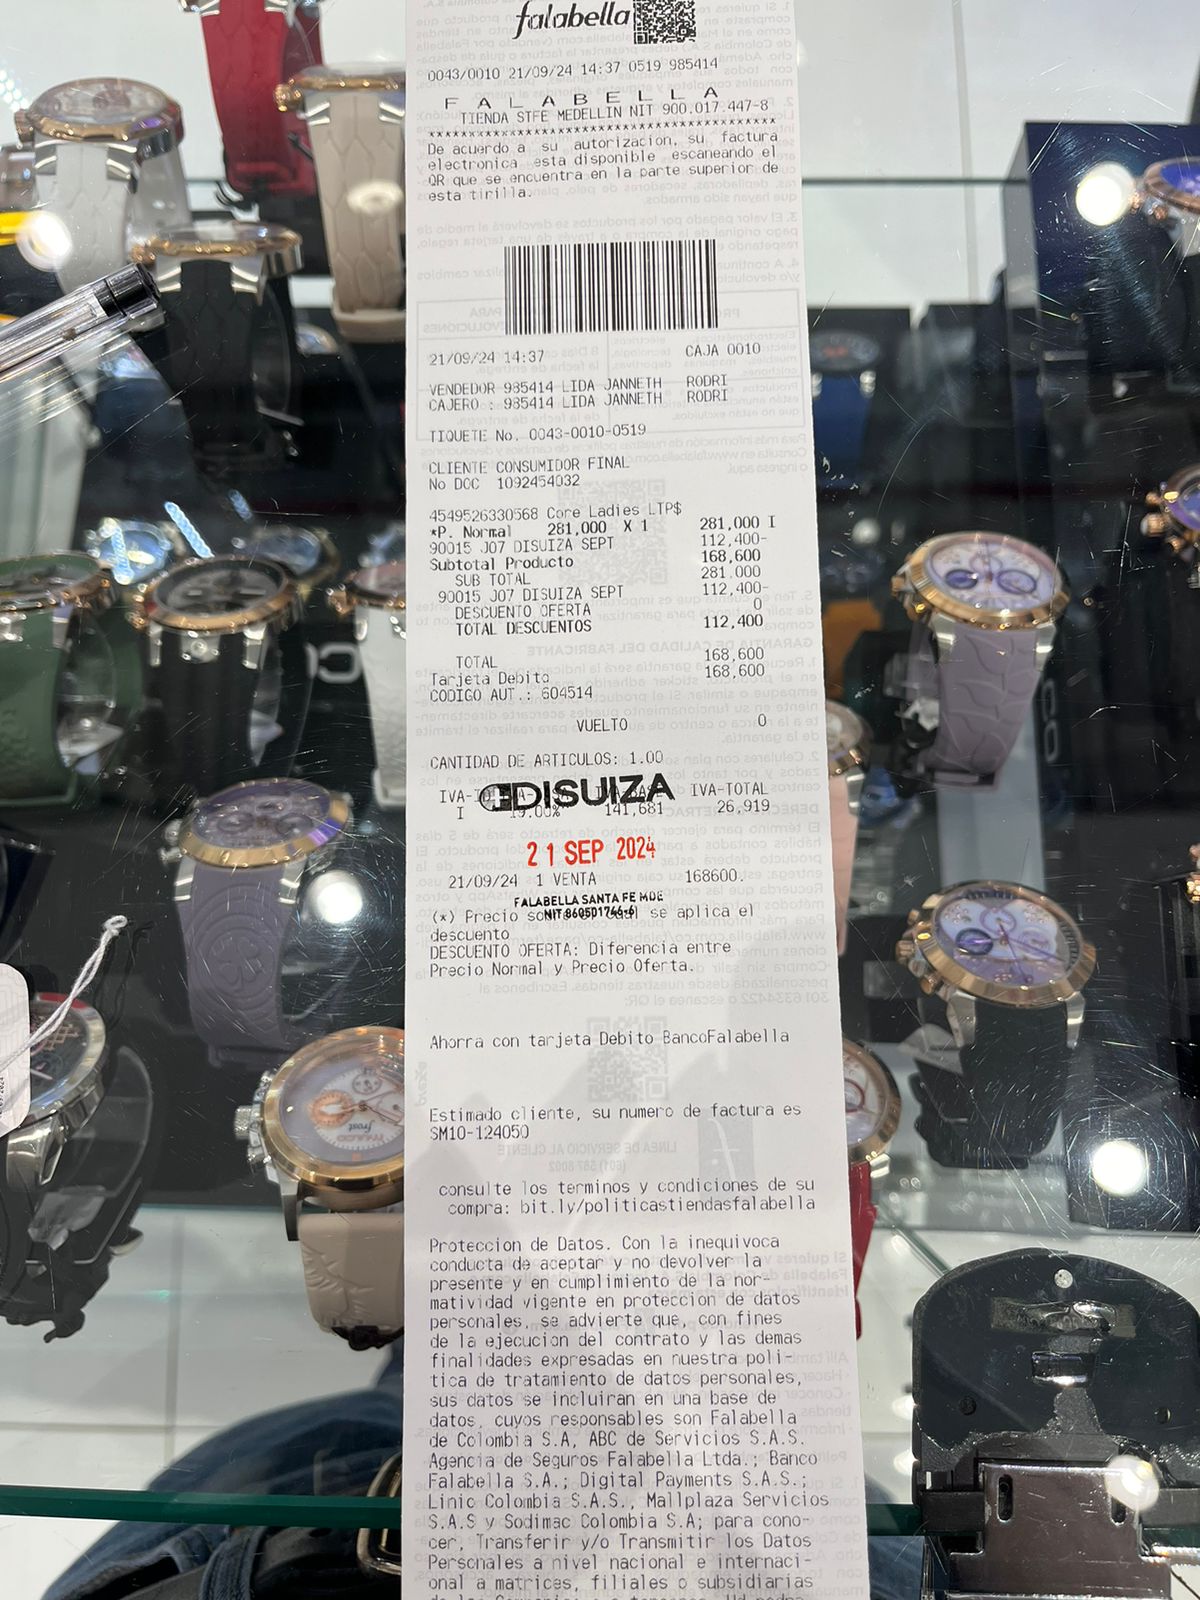 falabella
0043/0010 21/09/24 14:37 0519 985414
F A L A B E L L A
TIENDA STFE MEDELLIN NIT 900.017.447-8
De acuerdo a su autorizacion, su factura
electronica esta disponible escaneando el
QR que se encuentra en la parte superior de
esta tirilla.
21/09/24 14:37 CAJA 0010
VENDEDOR 985414 LIDA JANNETH RODRI
CAJERO : 985414 LIDA JANNETH RODRI
TIQUETE No. 0043-0010-0519
CLIENTE CONSUMIDOR FINAL
No DOC 1092454032
4549526330568 Core Ladies LTP$
*P. Normal 281,000 X 1 281,000 I
90015 J07 DISUIZA SEPT 112,400-
Subtotal Producto 168,600
SUB TOTAL 281.000
90015 J07 DISUIZA SEPT 112,400-
DESCUENTO OFERTA 0
TOTAL DESCUENTOS 112,400
TOTAL 168,600
Tarjeta Debito 168,600
CODIGO AUT.: 604514
VUELTO 0
CANTIDAD DE ARTICULOS: 1.00
DISUIZA
IVA-TOTAL
I 19.00% 141,681 26,919
21 SEP 2024
21/09/24 1 VENTA 168600.
FALABELLA SANTA FE MDE
NIT 860501766-6
(*) Precio se aplica el
descuento
DESCUENTO OFERTA: Diferencia entre
Precio Normal y Precio Oferta.
Ahorra con tarjeta Debito BancoFalabella
Estimado cliente, su numero de factura es
SM10-124050
consulte los terminos y condiciones de su
compra: bit.ly/politicastiendasfalabella
Proteccion de Datos. Con la inequivoca
conducta de aceptar y no devolver la
presente y en cumplimiento de la nor-
matividad vigente en proteccion de datos
personales, se advierte que, con fines
de la ejecucion del contrato y las demas
finalidades expresadas en nuestra poli-
tica de tratamiento de datos personales,
sus datos se incluiran en una base de
datos, cuyos responsables son Falabella
de Colombia S.A, ABC de Servicios S.A.S.
Agencia de Seguros Falabella Ltda.; Banco
Falabella S.A.; Digital Payments S.A.S.;
Linio Colombia S.A.S., Mallplaza Servicios
S.A.S y Sodimac Colombia S.A; para cono-
cer, Transferir y/o Transmitir los Datos
Personales a nivel nacional e internaci-
onal a matrices, filiales o subsidiarias